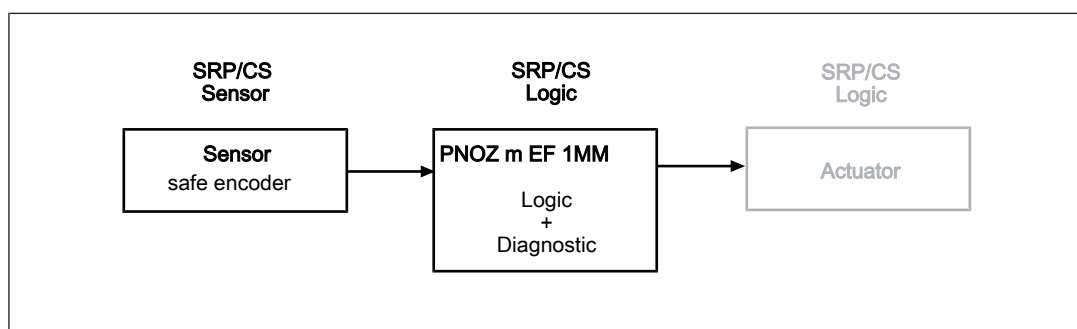 SRP/CS
Sensor
SRP/CS
Logic
SRP/CS
Logic
Sensor
safe encoder
PNOZ m EF 1MM
Logic
+
Diagnostic
Actuator